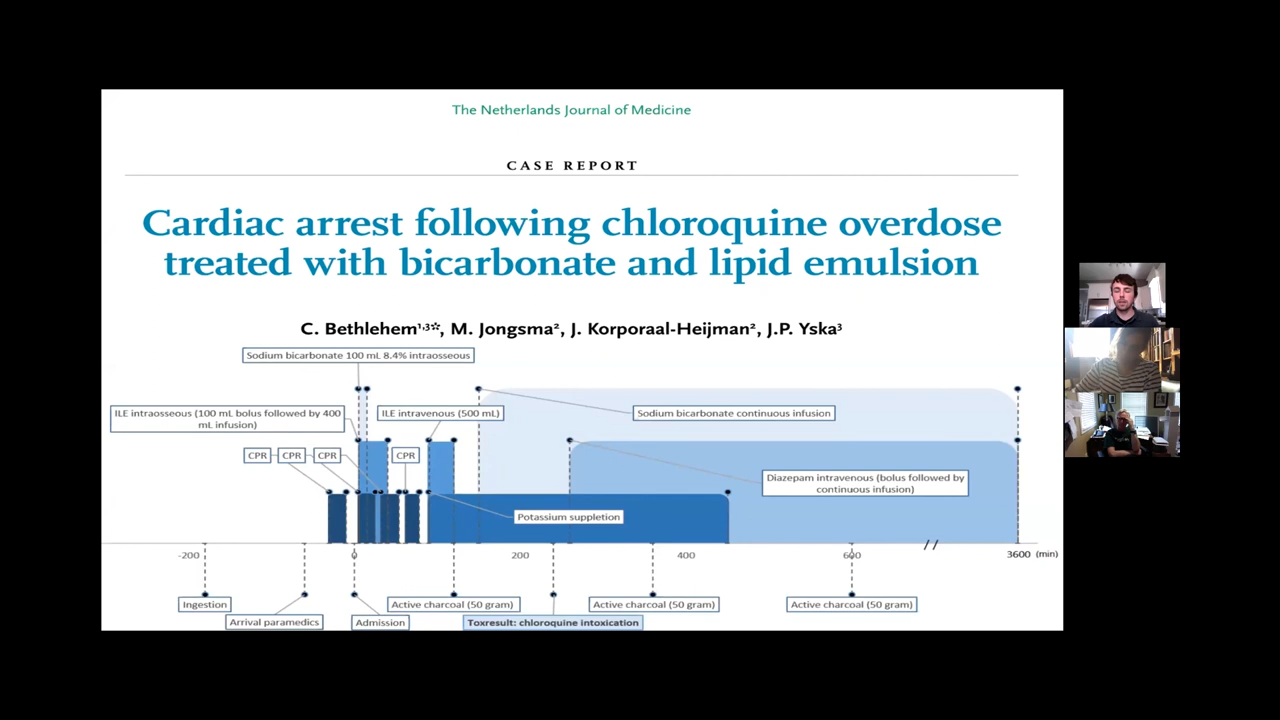 The Netherlands Journal of Medicine
CASE REPORT
Cardiac arrest following chloroquine overdose
treated with bicarbonate and lipid emulsion
C. Bethlehem¹,³*, M. Jongsma², J. Korporaal-Heijman², J.P. Yska³
Sodium bicarbonate 100 mL 8.4% intraosseous
ILE intraosseous (100 mL bolus followed by 400
mL infusion)
ILE intravenous (500 mL)
Sodium bicarbonate continuous infusion
CPR
CPR
CPR
CPR
Diazepam intravenous (bolus followed by
continuous infusion)
Potassium suppletion
-200
0
200
400
600
//
3600 (min)
Ingestion
Active charcoal (50 gram)
Active charcoal (50 gram)
Active charcoal (50 gram)
Arrival paramedics
Admission
Toxresult: chloroquine intoxication